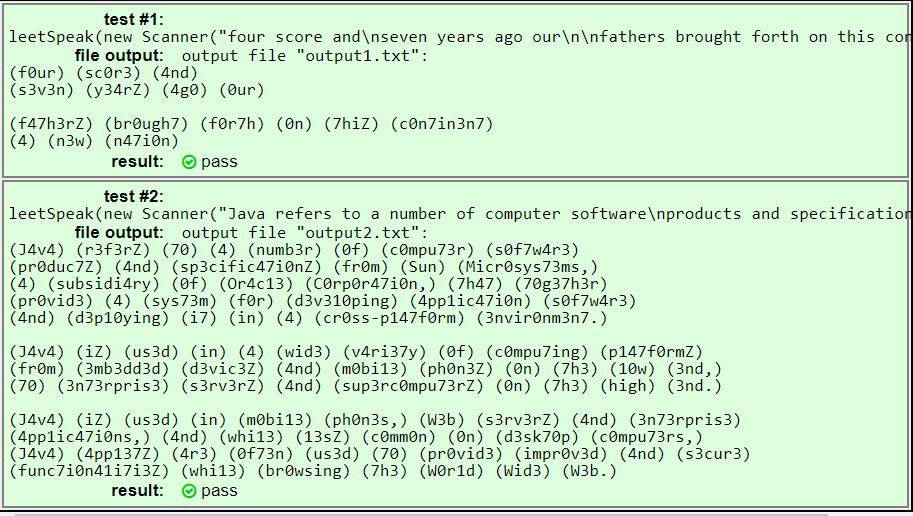 test #1:
leetSpeak(new Scanner("four score and\nseven years ago our\n\nfathers brought forth on this con
file output: output file "output1.txt":
(f0ur) (sc0r3) (4nd)
(s3v3n) (y34rZ) (4g0) (0ur)
(f47h3rZ) (br0ugh7) (f0r7h) (0n) (7hiZ) (c0n7in3n7)
(4) (n3w) (n47i0n)
result: pass
test #2:
leetSpeak(new Scanner("Java refers to a number of computer software\nproducts and specification
file output: output file "output2.txt":
(J4v4) (r3f3rZ) (70) (4) (numb3r) (0f) (c0mpu73r) (s0f7w4r3)
(pr0duc7Z) (4nd) (sp3cific47i0nZ) (fr0m) (Sun) (Micr0sys73ms,)
(4) (subsidi4ry) (0f) (Or4c13) (C0rp0r47i0n,) (7h47) (70g37h3r)
(pr0vid3) (4) (sys73m) (f0r) (d3v310ping) (4pp1ic47i0n) (s0f7w4r3)
(4nd) (d3p10ying) (i7) (in) (4) (cr0ss-p147f0rm) (3nvir0nm3n7.)
(J4v4) (iZ) (us3d) (in) (4) (wid3) (v4ri37y) (0f) (c0mpu7ing) (p147f0rmZ)
(fr0m) (3mb3dd3d) (d3vic3Z) (4nd) (m0bi13) (ph0n3Z) (0n) (7h3) (10w) (3nd,)
(70) (3n73rpris3) (s3rv3rZ) (4nd) (sup3rc0mpu73rZ) (0n) (7h3) (high) (3nd.)
(J4v4) (iZ) (us3d) (in) (m0bi13) (ph0n3s,) (W3b) (s3rv3rZ) (4nd) (3n73rpris3)
(4pp1ic47i0ns,) (4nd) (whi13) (13sZ) (c0mm0n) (0n) (d3sk70p) (c0mpu73rs,)
(J4v4) (4pp137Z) (4r3) (0f73n) (us3d) (70) (pr0vid3) (impr0v3d) (4nd) (s3cur3)
(func7i0n41i7i3Z) (whi13) (br0wsing) (7h3) (W0r1d) (Wid3) (W3b.)
result: pass